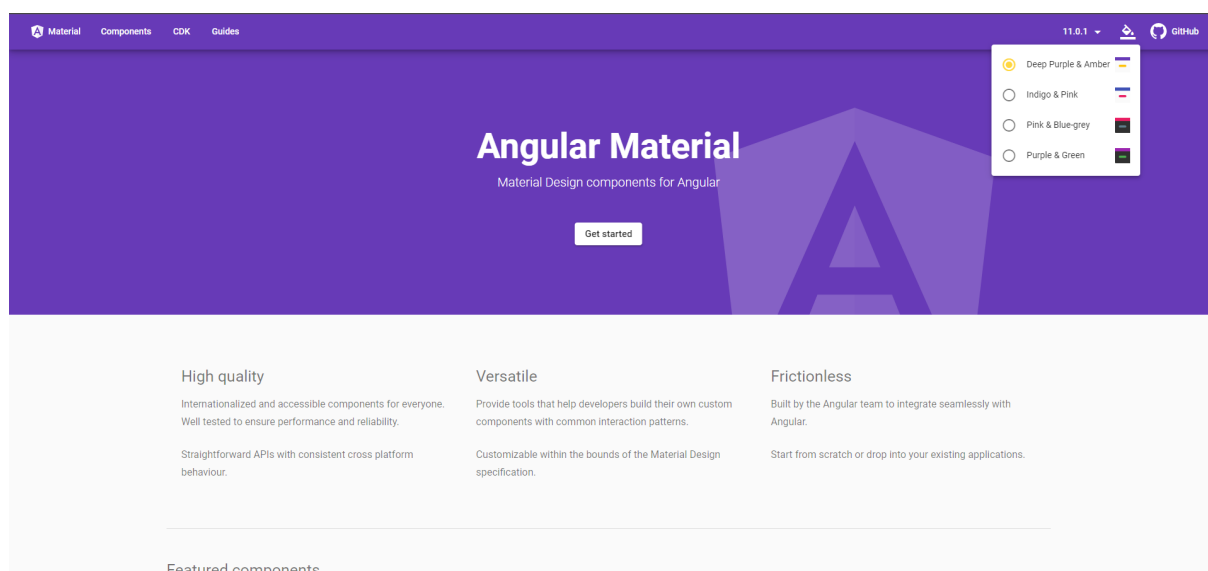 Material Components CDK Guides 11.0.1 GitHub
Deep Purple & Amber
Indigo & Pink
Pink & Blue-grey
Purple & Green
Angular Material
Material Design components for Angular
Get started
High quality
Internationalized and accessible components for everyone.
Well tested to ensure performance and reliability.
Straightforward APIs with consistent cross platform
behaviour.
Versatile
Provide tools that help developers build their own custom
components with common interaction patterns.
Customizable within the bounds of the Material Design
specification.
Frictionless
Built by the Angular team to integrate seamlessly with
Angular.
Start from scratch or drop into your existing applications.
Featured components